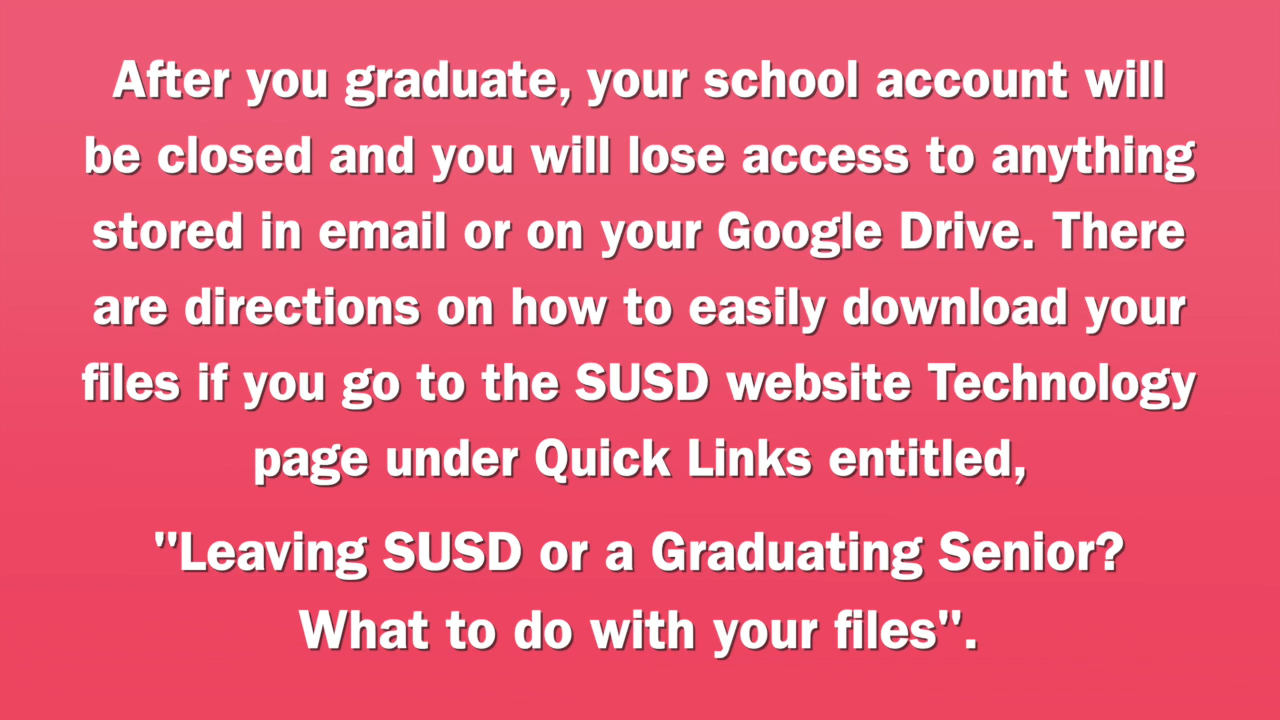 After you graduate, your school account will
be closed and you will lose access to anything
stored in email or on your Google Drive. There
are directions on how to easily download your
files if you go to the SUSD website Technology
page under Quick Links entitled,
"Leaving SUSD or a Graduating Senior?
What to do with your files".